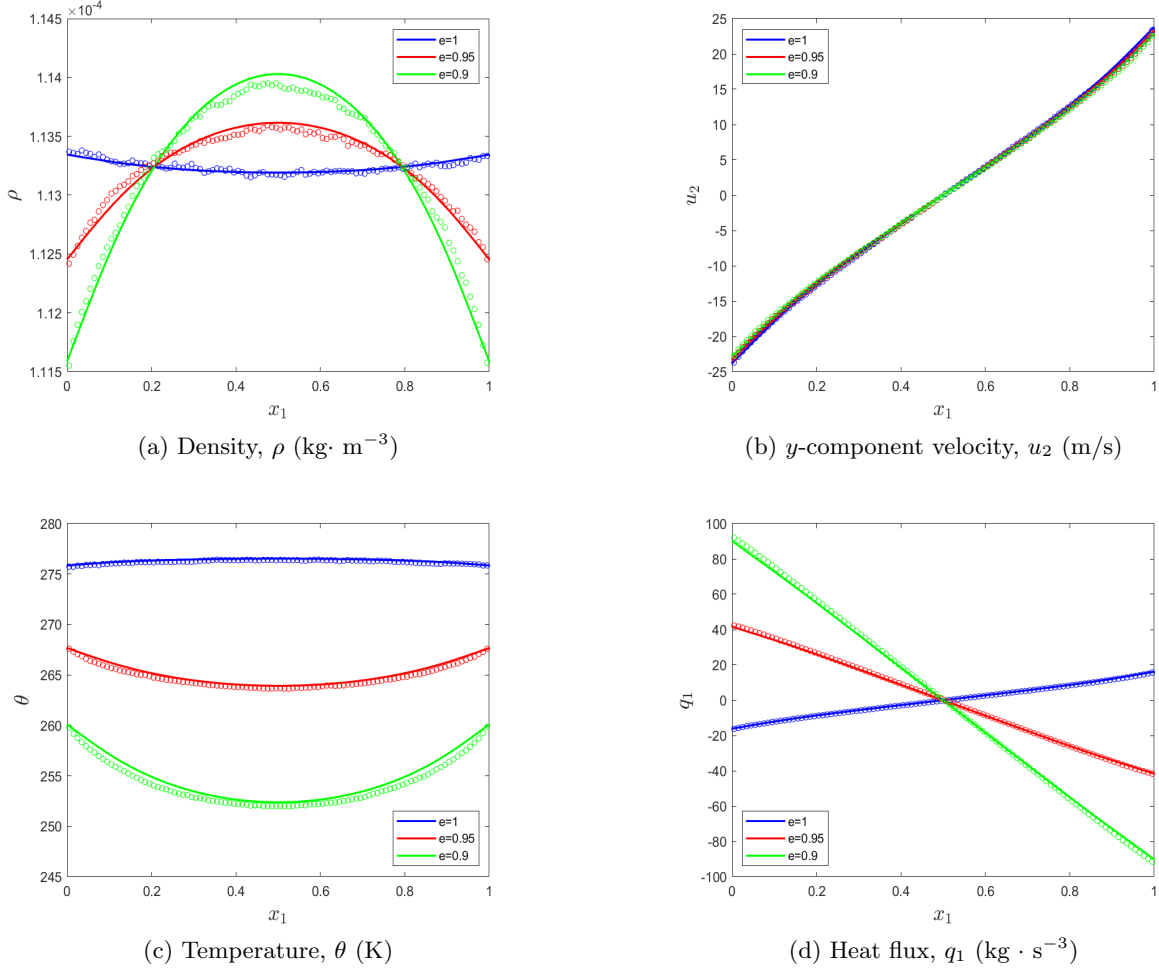 ×10⁻⁴
1.145
1.14
1.135
1.13
1.125
1.12
1.115
ρ
0 0.2 0.4 0.6 0.8 1
x₁
e=1
e=0.95
e=0.9
(a) Density, ρ (kg· m⁻³)
25
20
15
10
5
0
-5
-10
-15
-20
-25
u₂
0 0.2 0.4 0.6 0.8 1
x₁
e=1
e=0.95
e=0.9
(b) y-component velocity, u₂ (m/s)
280
275
270
265
260
255
250
245
θ
0 0.2 0.4 0.6 0.8 1
x₁
e=1
e=0.95
e=0.9
(c) Temperature, θ (K)
100
80
60
40
20
0
-20
-40
-60
-80
-100
q₁
0 0.2 0.4 0.6 0.8 1
x₁
e=1
e=0.95
e=0.9
(d) Heat flux, q₁ (kg · s⁻³)